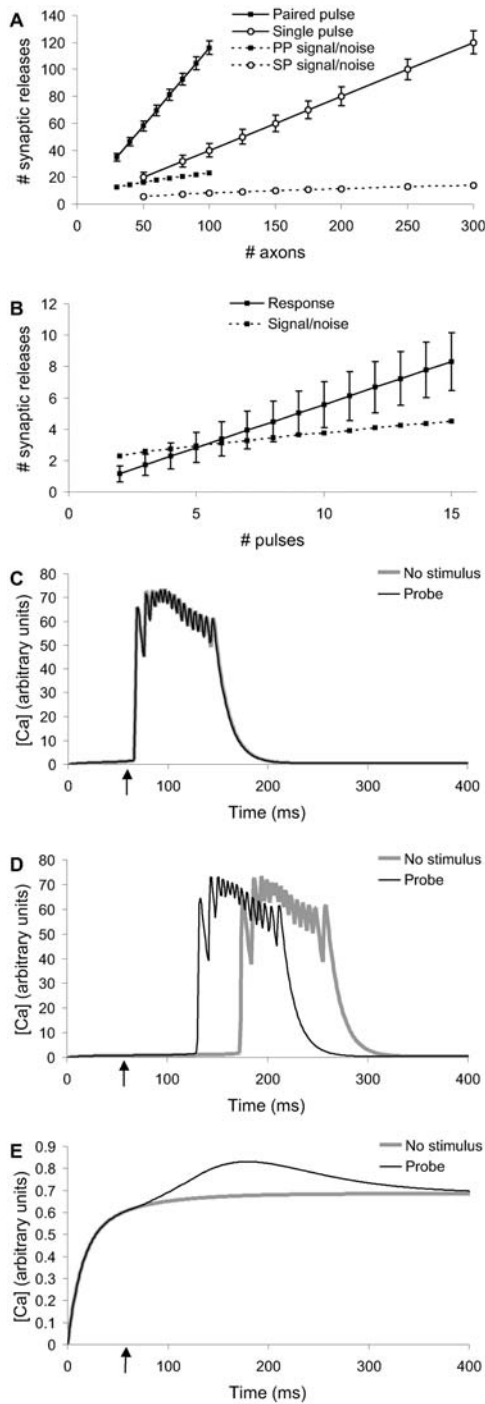 A
Paired pulse
Single pulse
PP signal/noise
SP signal/noise
# synaptic releases
140
120
100
80
60
40
20
0
0 50 100 150 200 250 300
# axons
B
Response
Signal/noise
# synaptic releases
12
10
8
6
4
2
0
0 5 10 15
# pulses
C
No stimulus
Probe
[Ca] (arbitrary units)
80
70
60
50
40
30
20
10
0
0 100 200 300 400
Time (ms)
D
No stimulus
Probe
[Ca] (arbitrary units)
80
70
60
50
40
30
20
10
0
0 100 200 300 400
Time (ms)
E
No stimulus
Probe
[Ca] (arbitrary units)
0.9
0.8
0.7
0.6
0.5
0.4
0.3
0.2
0.1
0
0 100 200 300 400
Time (ms)